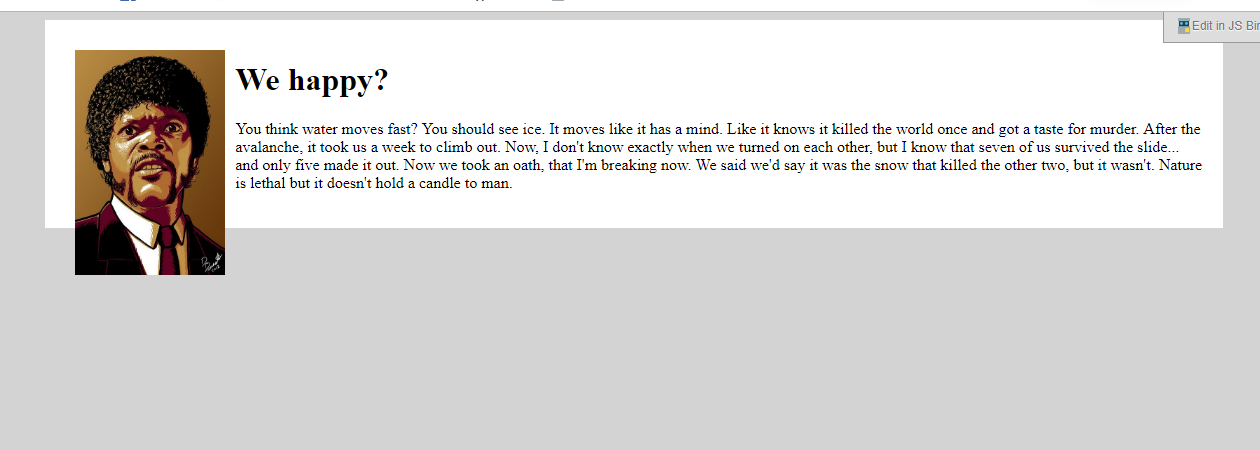 Edit in JS Bin
We happy?
You think water moves fast? You should see ice. It moves like it has a mind. Like it knows it killed the world once and got a taste for murder. After the
avalanche, it took us a week to climb out. Now, I don't know exactly when we turned on each other, but I know that seven of us survived the slide...
and only five made it out. Now we took an oath, that I'm breaking now. We said we'd say it was the snow that killed the other two, but it wasn't. Nature
is lethal but it doesn't hold a candle to man.